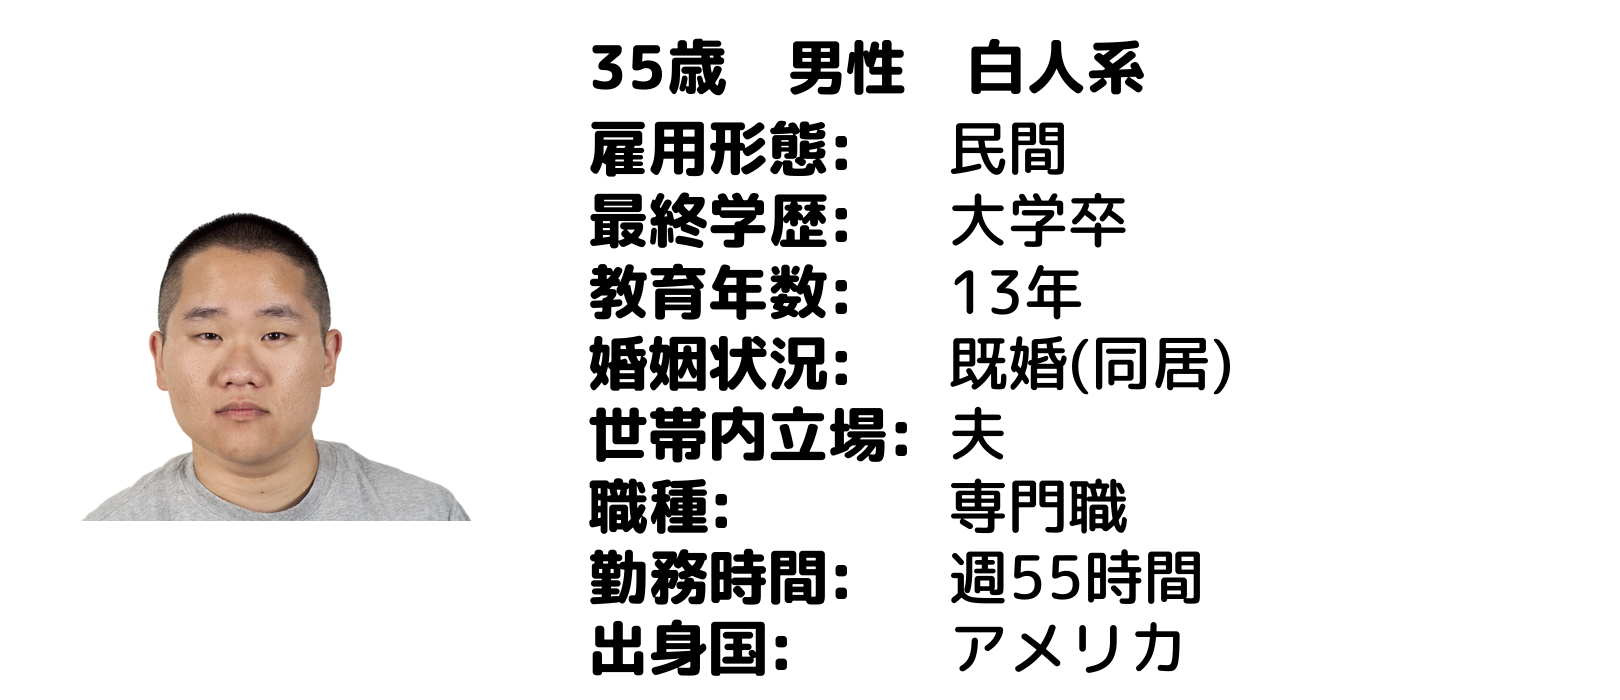 35歳　男性　白人系
雇用形態:　民間
最終学歴:　大学卒
教育年数:　13年
婚姻状況:　既婚(同居)
世帯内立場:　夫
職種:　専門職
勤務時間:　週55時間
出身国:　アメリカ